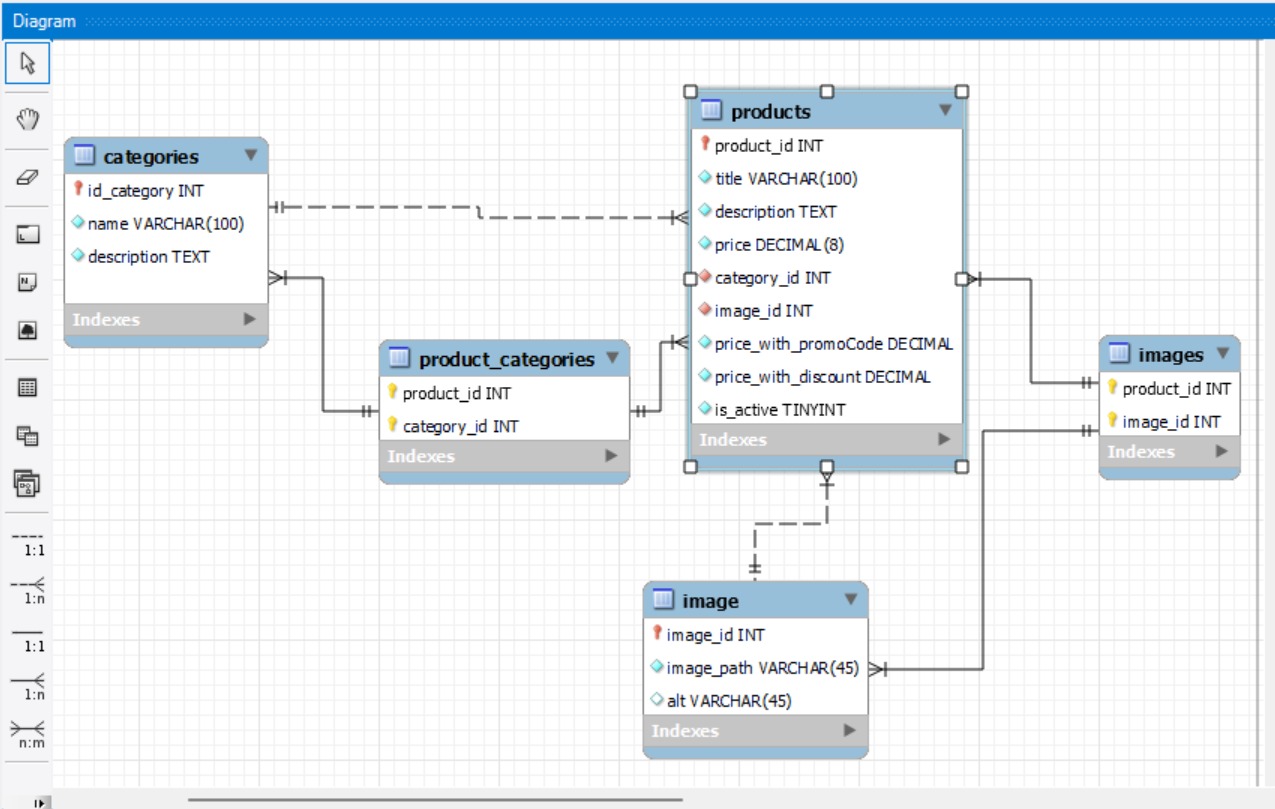 Diagram
categories
id_category INT
name VARCHAR(100)
description TEXT
Indexes
product_categories
product_id INT
category_id INT
Indexes
products
product_id INT
title VARCHAR(100)
description TEXT
price DECIMAL(8)
category_id INT
image_id INT
price_with_promoCode DECIMAL
price_with_discount DECIMAL
is_active TINYINT
Indexes
images
product_id INT
image_id INT
Indexes
image
image_id INT
image_path VARCHAR(45)
alt VARCHAR(45)
Indexes
1:1
1:n
1:1
1:n
n:m